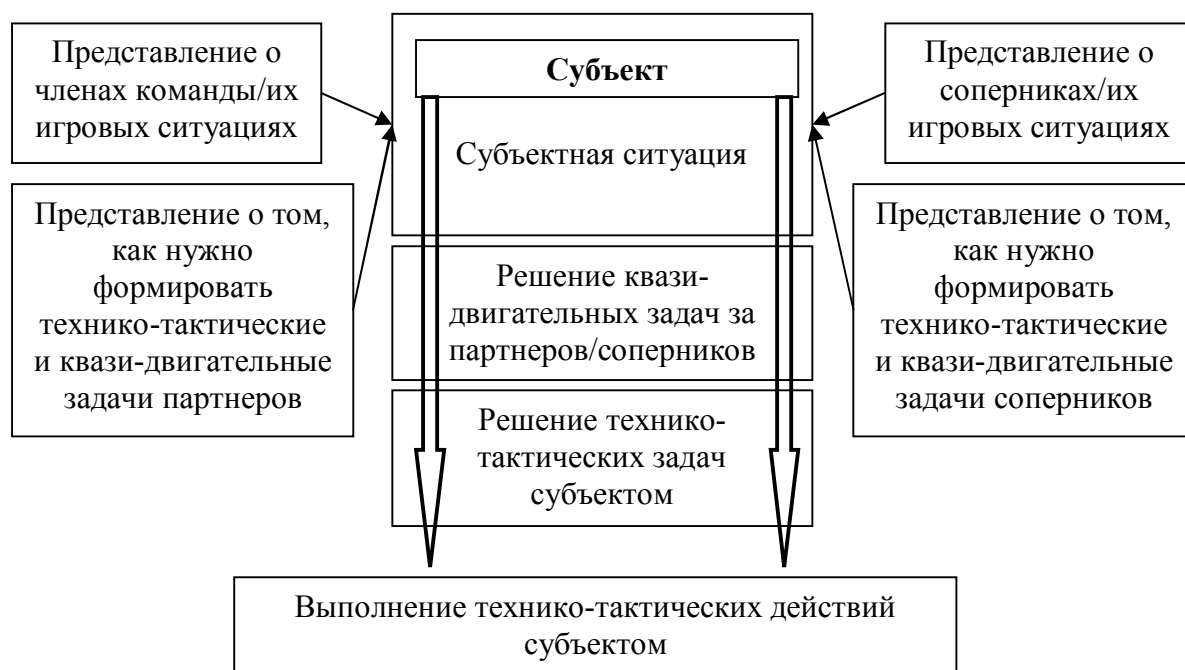 Представление о
членах команды/их
игровых ситуациях
Представление о том,
как нужно
формировать
технико-тактические
и квази-двигательные
задачи партнеров
Субъект
Субъектная ситуация
Решение квази-
двигательных задач за
партнеров/соперников
Решение технико-
тактических задач
субъектом
Представление о
соперниках/их
игровых ситуациях
Представление о том,
как нужно
формировать
технико-тактические
и квази-двигательные
задачи соперников
Выполнение технико-тактических действий
субъектом